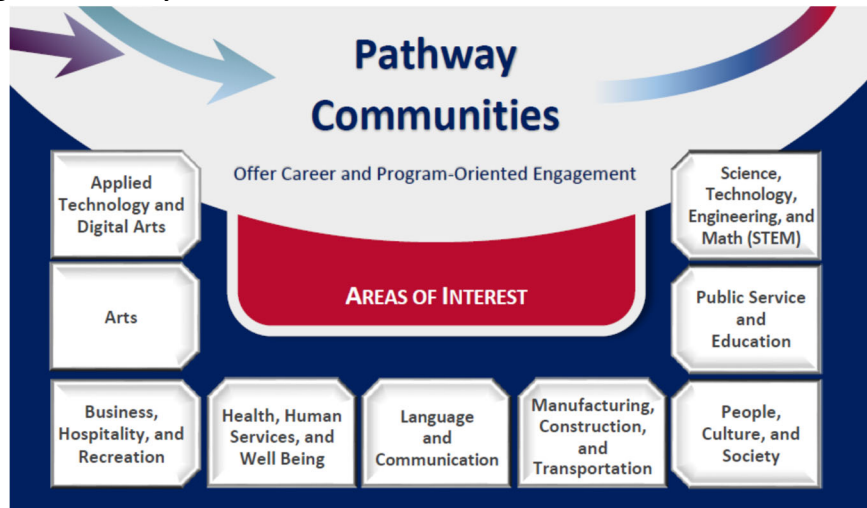 Pathway
Communities
Offer Career and Program-Oriented Engagement
AREAS OF INTEREST
Applied
Technology and
Digital Arts
Arts
Business,
Hospitality, and
Recreation
Health, Human
Services, and
Well Being
Language
and
Communication
Manufacturing,
Construction,
and
Transportation
People,
Culture, and
Society
Public Service
and
Education
Science,
Technology,
Engineering, and
Math (STEM)